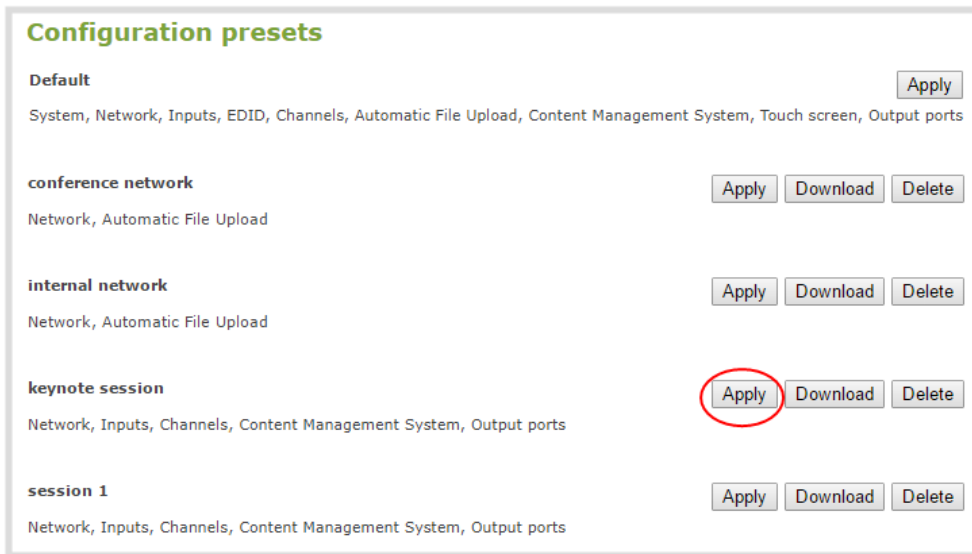 Configuration presets
Default
Apply
System, Network, Inputs, EDID, Channels, Automatic File Upload, Content Management System, Touch screen, Output ports
conference network
Apply Download Delete
Network, Automatic File Upload
internal network
Apply Download Delete
Network, Automatic File Upload
keynote session
Apply Download Delete
Network, Inputs, Channels, Content Management System, Output ports
session 1
Apply Download Delete
Network, Inputs, Channels, Content Management System, Output ports